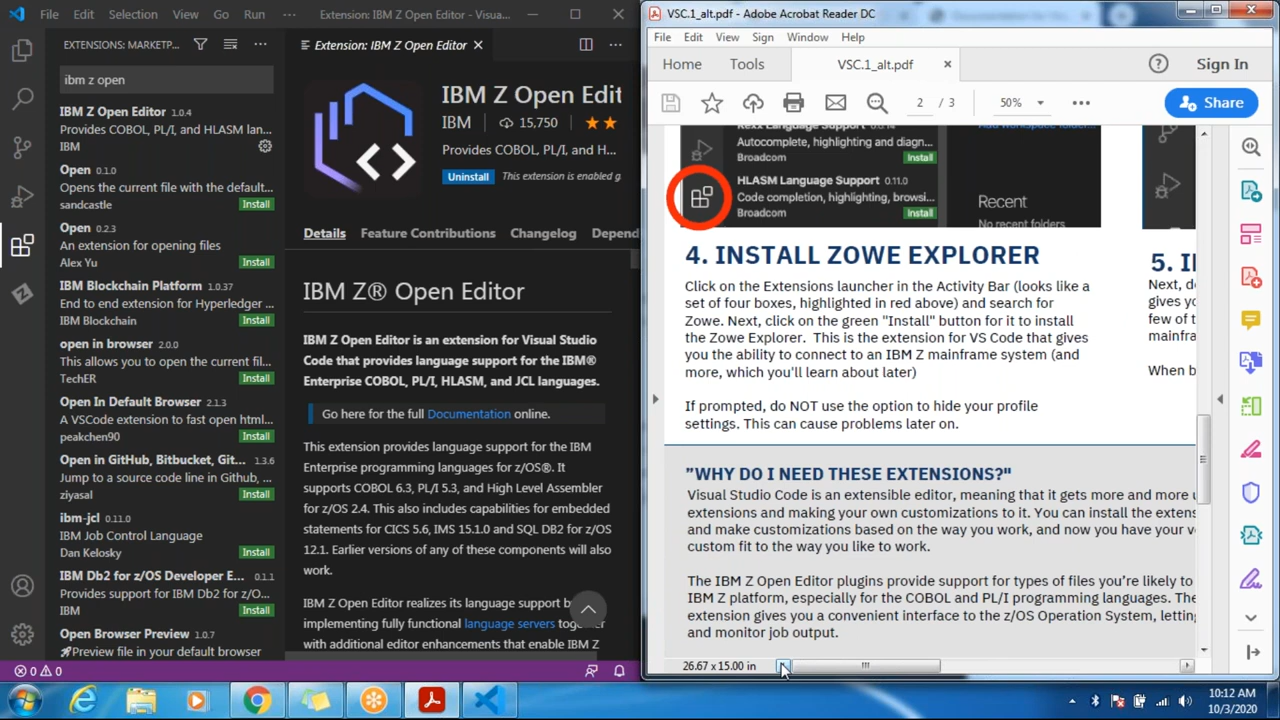 File Edit Selection View Go Run ··· Extension: IBM Z Open Editor - Visua...
EXTENSIONS: MARKETP...
ibm z open
IBM Z Open Editor 1.0.4
Provides COBOL, PL/I, and HLASM lan...
IBM
Open 0.1.0
Opens the current file with the default...
sandcastle Install
Open 0.2.3
An extension for opening files
Alex Yu Install
IBM Blockchain Platform 1.0.37
End to end extension for Hyperledger ...
IBM Blockchain Install
open in browser 2.0.0
This allows you to open the current fil...
TechER Install
Open In Default Browser 2.1.3
A VSCode extension to fast open html...
peakchen90 Install
Open in GitHub, Bitbucket, Git... 1.3.6
Jump to a source code line in Github, ...
ziyasal Install
ibm-jcl 0.11.0
IBM Job Control Language
Dan Kelosky Install
IBM Db2 for z/OS Developer E... 0.1.1
Provides support for IBM Db2 for z/O...
IBM Install
Open Browser Preview 1.0.7
Preview file in your default browser
Extension: IBM Z Open Editor
IBM Z Open Edit
IBM 15,750
Provides COBOL, PL/I, and H...
Uninstall This extension is enabled g
Details Feature Contributions Changelog Depend
IBM Z® Open Editor
IBM Z Open Editor is an extension for Visual Studio
Code that provides language support for the IBM®
Enterprise COBOL, PL/I, HLASM, and JCL languages.
Go here for the full Documentation online.
This extension provides language support for the IBM
Enterprise programming languages for z/OS®. It
supports COBOL 6.3, PL/I 5.3, and High Level Assembler
for z/OS 2.4. This also includes capabilities for embedded
statements for CICS 5.6, IMS 15.1.0 and SQL DB2 for z/OS
12.1. Earlier versions of any of these components will also
work.
IBM Z Open Editor realizes its language support b
implementing fully functional language servers toge
with additional editor enhancements that enable IBM Z
0 0
VSC.1_alt.pdf - Adobe Acrobat Reader DC
File Edit View Sign Window Help
Home Tools VSC.1_alt.pdf Sign In
2 / 3 50% Share
Rexx Language Support 0.0.14
Autocomplete, highlighting and diagn...
Broadcom Install
HLASM Language Support 0.11.0
Code completion, highlighting, browsi...
Broadcom Install
Add workspace folder...
Recent
No recent folders
4. INSTALL ZOWE EXPLORER
Click on the Extensions launcher in the Activity Bar (looks like a
set of four boxes, highlighted in red above) and search for
Zowe. Next, click on the green "Install" button for it to install
the Zowe Explorer. This is the extension for VS Code that gives
you the ability to connect to an IBM Z mainframe system (and
more, which you'll learn about later)
If prompted, do NOT use the option to hide your profile
settings. This can cause problems later on.
5. I
Next, d
gives yo
few of t
mainfra
When b
"WHY DO I NEED THESE EXTENSIONS?"
Visual Studio Code is an extensible editor, meaning that it gets more and more u
extensions and making your own customizations to it. You can install the extens
and make customizations based on the way you work, and now you have your v
custom fit to the way you like to work.
The IBM Z Open Editor plugins provide support for types of files you're likely to
IBM Z platform, especially for the COBOL and PL/I programming languages. The
extension gives you a convenient interface to the z/OS Operation System, letting
and monitor job output.
26.67 x 15.00 in
10:12 AM
10/3/2020